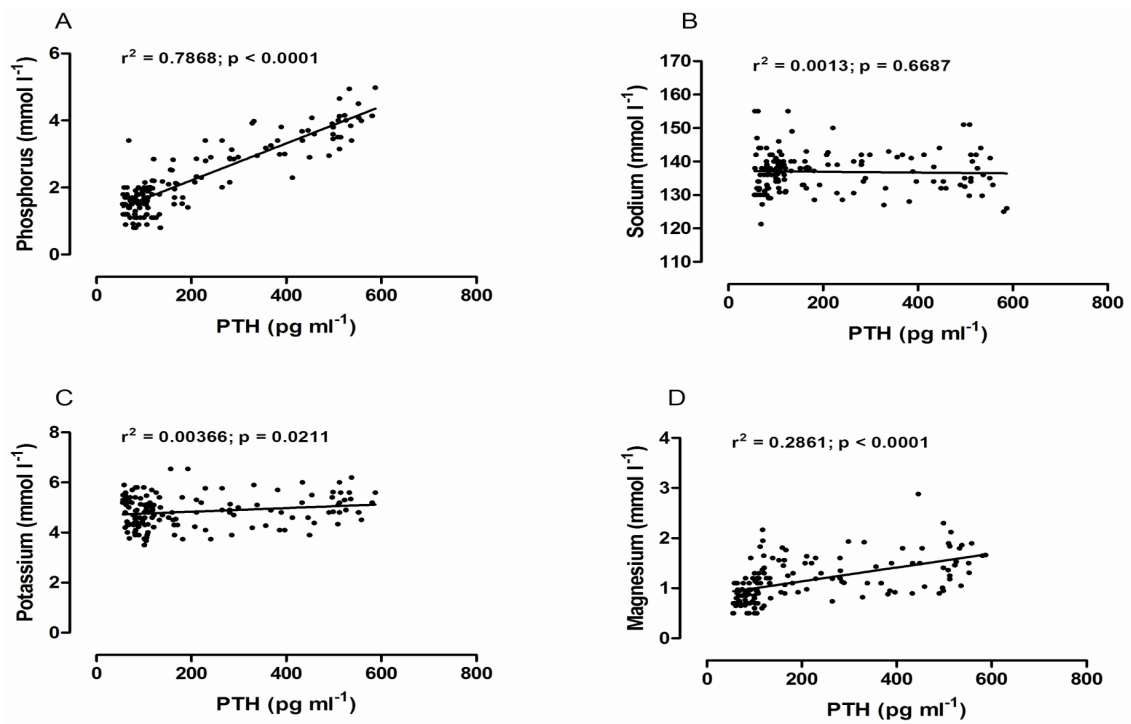 A
r² = 0.7868; p < 0.0001
Phosphorus (mmol l⁻¹)
6
4
2
0
0 200 400 600 800
PTH (pg ml⁻¹)
B
r² = 0.0013; p = 0.6687
Sodium (mmol l⁻¹)
170
160
150
140
130
120
110
0 200 400 600 800
PTH (pg ml⁻¹)
C
r² = 0.00366; p = 0.0211
Potassium (mmol l⁻¹)
8
6
4
2
0
0 200 400 600 800
PTH (pg ml⁻¹)
D
r² = 0.2861; p < 0.0001
Magnesium (mmol l⁻¹)
4
3
2
1
0
0 200 400 600 800
PTH (pg ml⁻¹)